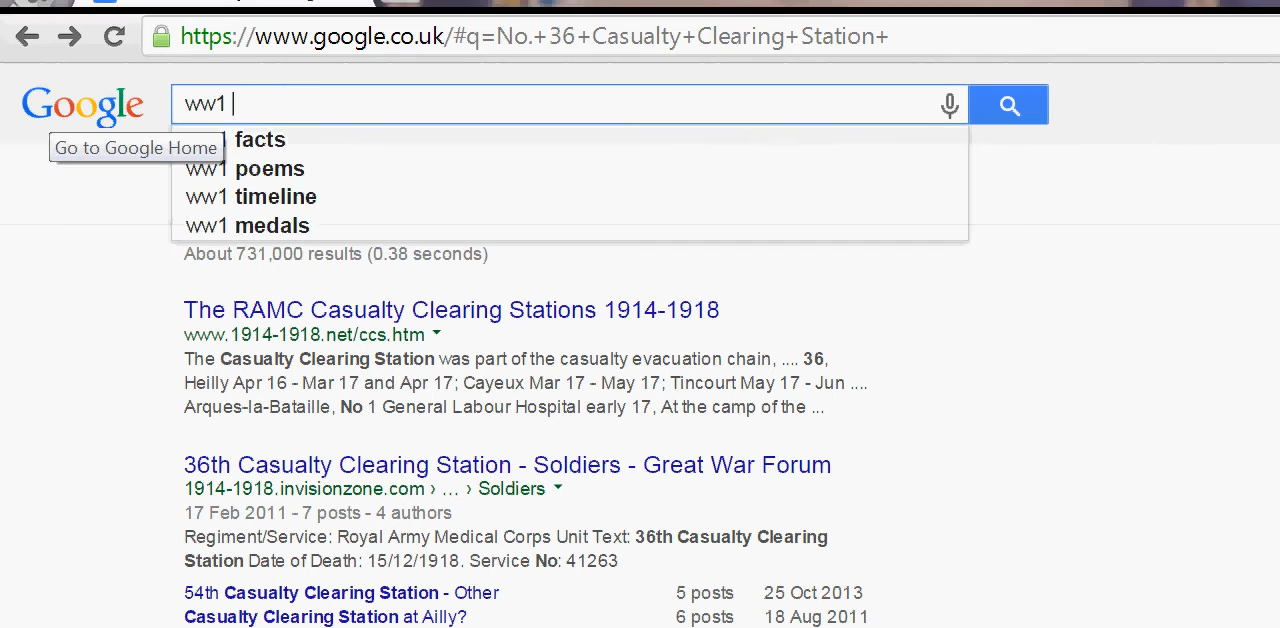 https://www.google.co.uk/#q=No.+36+Casualty+Clearing+Station+
Google
ww1
Go to Google Home
facts
ww1 poems
ww1 timeline
ww1 medals
About 731,000 results (0.38 seconds)
The RAMC Casualty Clearing Stations 1914-1918
www.1914-1918.net/ccs.htm
The Casualty Clearing Station was part of the casualty evacuation chain, .... 36,
Heilly Apr 16 - Mar 17 and Apr 17; Cayeux Mar 17 - May 17; Tincourt May 17 - Jun ....
Arques-la-Bataille, No 1 General Labour Hospital early 17, At the camp of the ...
36th Casualty Clearing Station - Soldiers - Great War Forum
1914-1918.invisionzone.com › ... › Soldiers
17 Feb 2011 - 7 posts - 4 authors
Regiment/Service: Royal Army Medical Corps Unit Text: 36th Casualty Clearing
Station Date of Death: 15/12/1918. Service No: 41263
54th Casualty Clearing Station - Other 5 posts 25 Oct 2013
Casualty Clearing Station at Ailly? 6 posts 18 Aug 2011